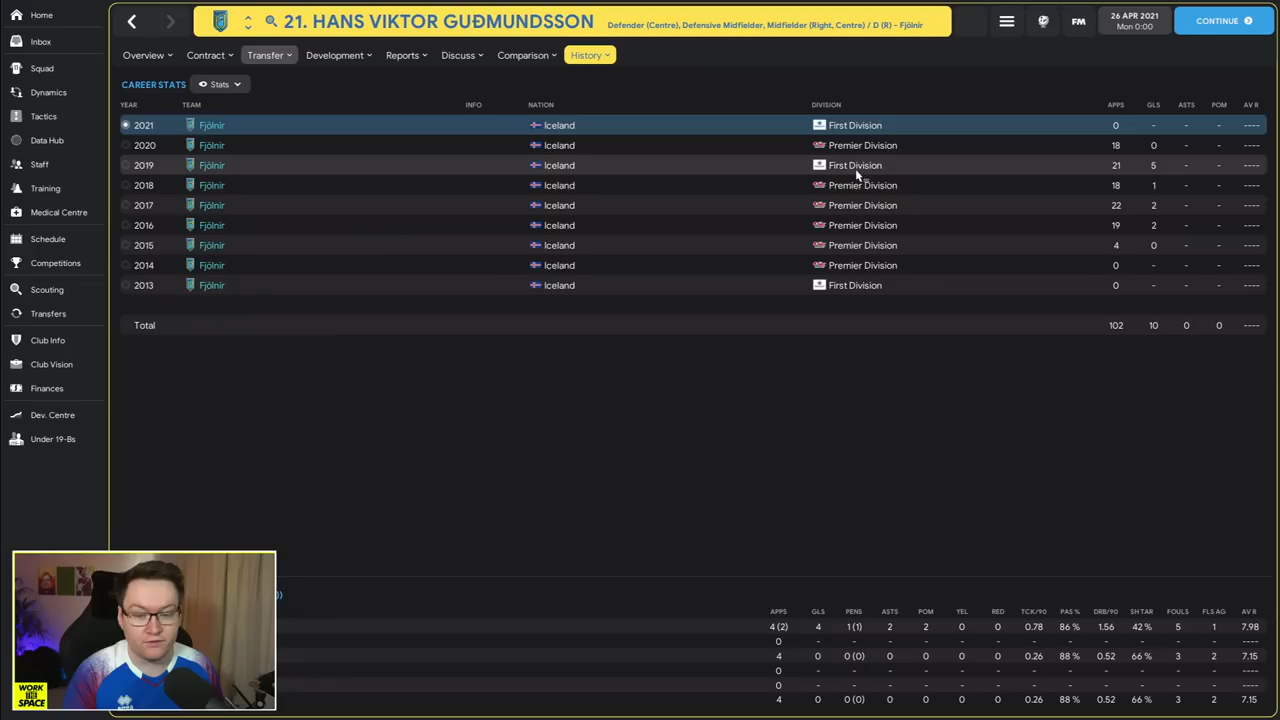 Home
Inbox
Squad
Dynamics
Tactics
Data Hub
Staff
Training
Medical Centre
Schedule
Competitions
Scouting
Transfers
Club Info
Club Vision
Finances
Dev. Centre
Under 19-Bs
21. HANS VIKTOR GUÐMUNDSSON Defender (Centre), Defensive Midfielder, Midfielder (Right, Centre) / D (R) - Fjölnir
FM
26 APR 2021
Mon 0:00
CONTINUE
Overview Contract Transfer Development Reports Discuss Comparison History
CAREER STATS Stats
YEAR TEAM INFO NATION DIVISION APPS GLS ASTS POM AV R
2021 Fjölnir Iceland First Division 0 - - - ----
2020 Fjölnir Iceland Premier Division 18 0 - - ----
2019 Fjölnir Iceland First Division 21 5 - - ----
2018 Fjölnir Iceland Premier Division 18 1 - - ----
2017 Fjölnir Iceland Premier Division 22 2 - - ----
2016 Fjölnir Iceland Premier Division 19 2 - - ----
2015 Fjölnir Iceland Premier Division 4 0 - - ----
2014 Fjölnir Iceland Premier Division 0 - - - ----
2013 Fjölnir Iceland First Division 0 - - - ----
Total 102 10 0 0 ----
APPS GLS PENS ASTS POM YEL RED TCK/90 PAS % DRB/90 SH TAR FOULS FLS AG AV R
4 (2) 4 1 (1) 2 2 0 0 0.78 86 % 1.56 42 % 5 1 7.98
0 - - - - - - - - - - - - ----
4 0 0 (0) 0 0 0 0 0.26 88 % 0.52 66 % 3 2 7.15
0 - - - - - - - - - - - - ----
0 - - - - - - - - - - - - ----
4 0 0 (0) 0 0 0 0 0.26 88 % 0.52 66 % 3 2 7.15
WORK
THE
SPACE